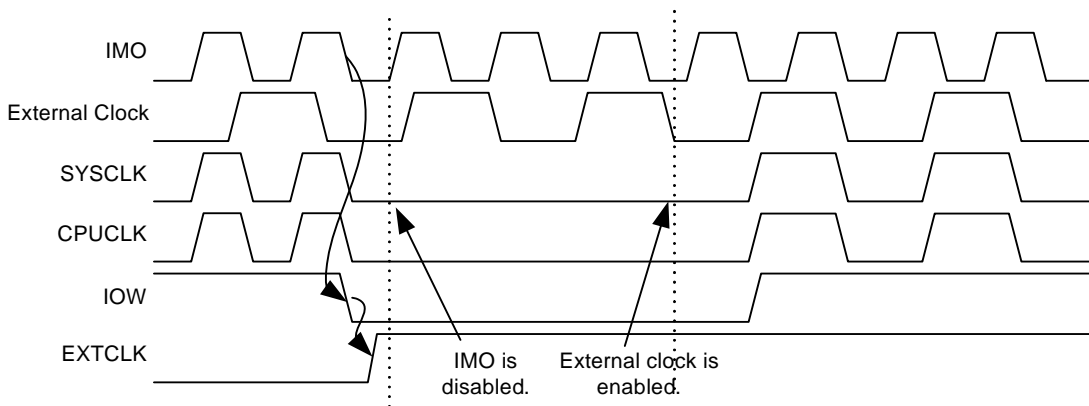 IMO
External Clock
SYSCLK
CPUCLK
IOW
EXTCLK
IMO is
disabled.
External clock is
enabled.